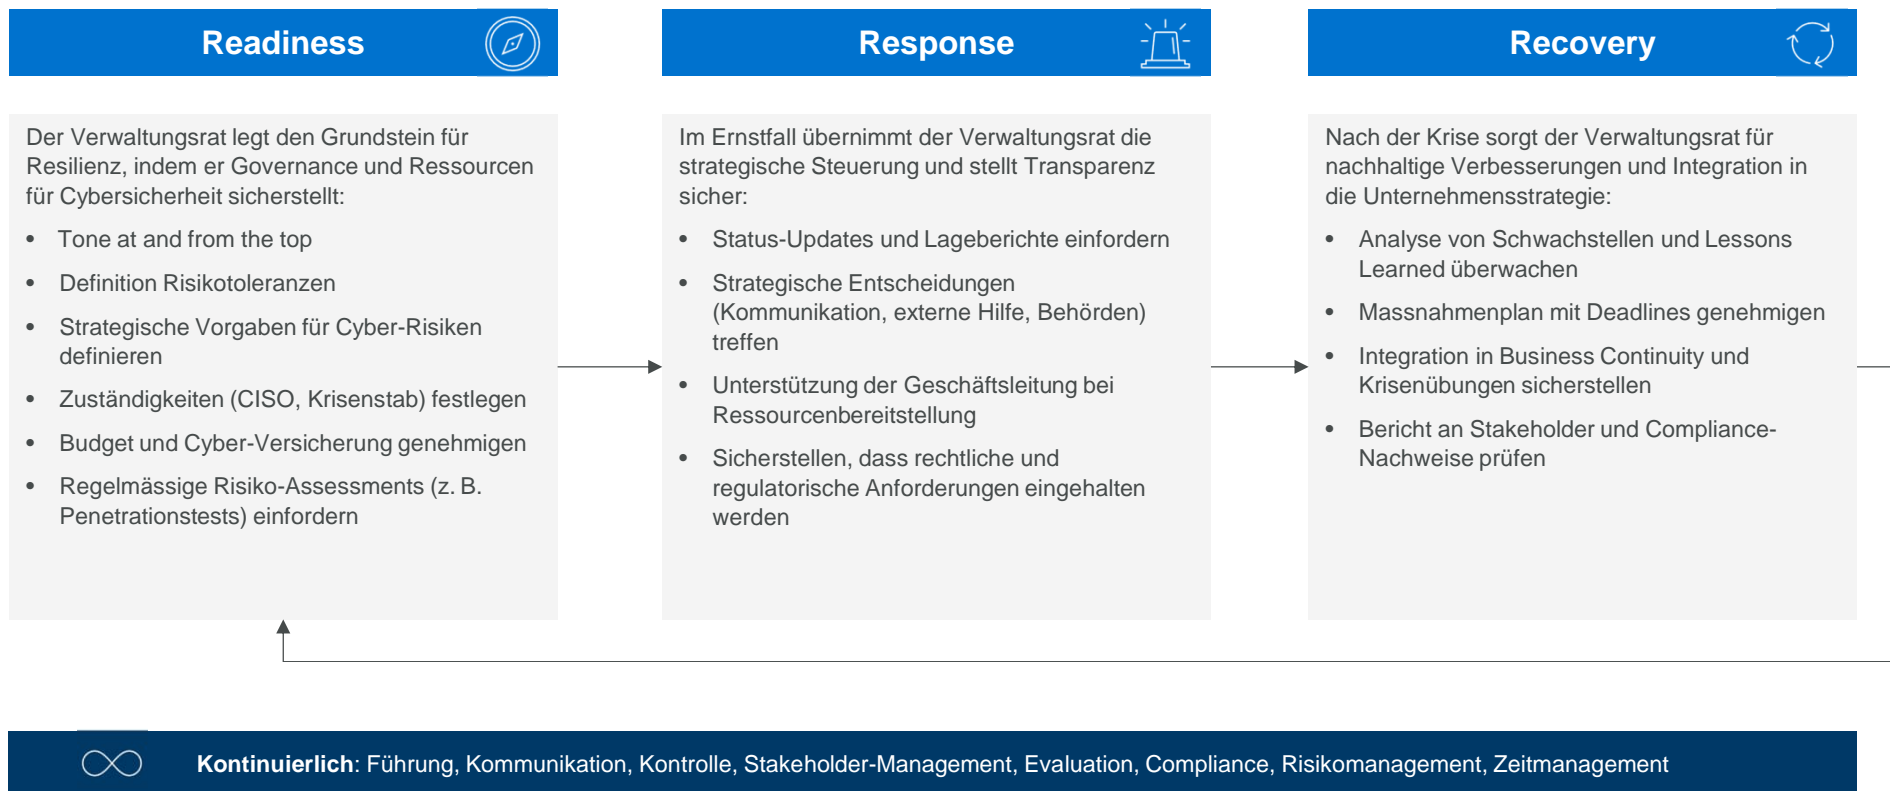 Readiness
Der Verwaltungsrat legt den Grundstein für
Resilienz, indem er Governance und Ressourcen
für Cybersicherheit sicherstellt:
• Tone at and from the top
• Definition Risikotoleranzen
• Strategische Vorgaben für Cyber-Risiken
definieren
• Zuständigkeiten (CISO, Krisenstab) festlegen
• Budget und Cyber-Versicherung genehmigen
• Regelmässige Risiko-Assessments (z. B.
Penetrationstests) einfordern
Response
Im Ernstfall übernimmt der Verwaltungsrat die
strategische Steuerung und stellt Transparenz
sicher:
• Status-Updates und Lageberichte einfordern
• Strategische Entscheidungen
(Kommunikation, externe Hilfe, Behörden)
treffen
• Unterstützung der Geschäftsleitung bei
Ressourcenbereitstellung
• Sicherstellen, dass rechtliche und
regulatorische Anforderungen eingehalten
werden
Recovery
Nach der Krise sorgt der Verwaltungsrat für
nachhaltige Verbesserungen und Integration in
die Unternehmensstrategie:
• Analyse von Schwachstellen und Lessons
Learned überwachen
• Massnahmenplan mit Deadlines genehmigen
• Integration in Business Continuity und
Krisenübungen sicherstellen
• Bericht an Stakeholder und Compliance-
Nachweise prüfen
Kontinuierlich: Führung, Kommunikation, Kontrolle, Stakeholder-Management, Evaluation, Compliance, Risikomanagement, Zeitmanagement